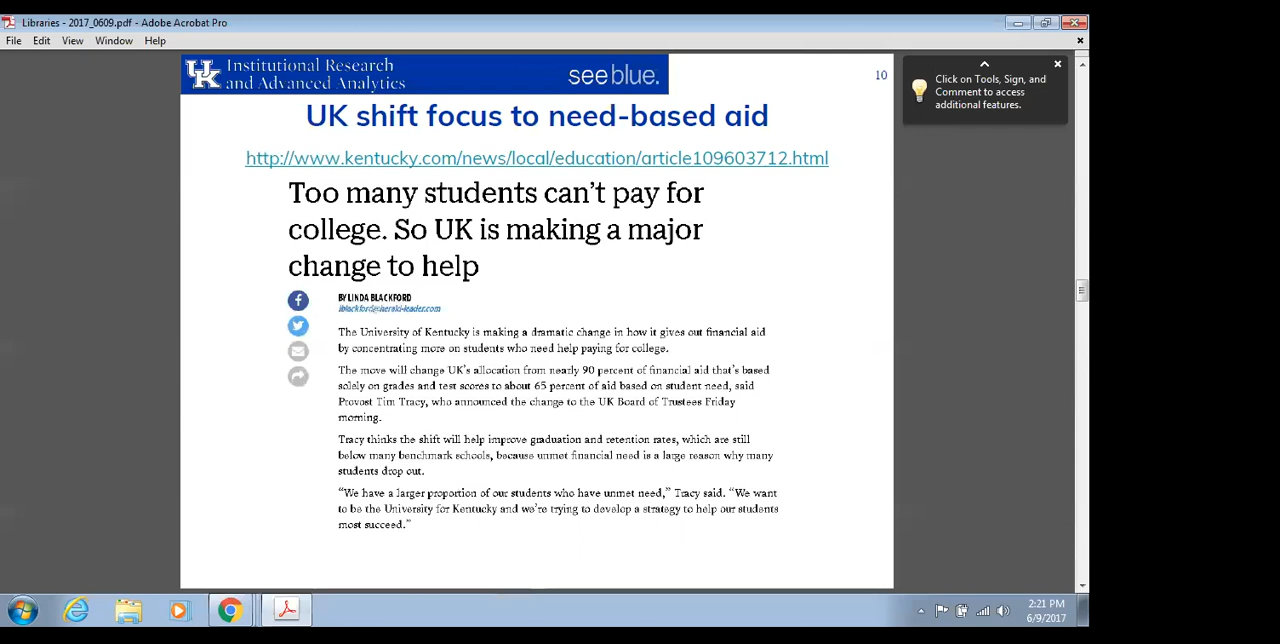 Libraries - 2017_0609.pdf - Adobe Acrobat Pro
File Edit View Window Help
UK Institutional Research
and Advanced Analytics
see blue.
10
Click on Tools, Sign, and
Comment to access
additional features.
UK shift focus to need-based aid
http://www.kentucky.com/news/local/education/article109603712.html
Too many students can’t pay for
college. So UK is making a major
change to help
BY LINDA BLACKFORD
lblackford@herald-leader.com
The University of Kentucky is making a dramatic change in how it gives out financial aid
by concentrating more on students who need help paying for college.
The move will change UK’s allocation from nearly 90 percent of financial aid that’s based
solely on grades and test scores to about 65 percent of aid based on student need, said
Provost Tim Tracy, who announced the change to the UK Board of Trustees Friday
morning.
Tracy thinks the shift will help improve graduation and retention rates, which are still
below many benchmark schools, because unmet financial need is a large reason why many
students drop out.
“We have a larger proportion of our students who have unmet need,” Tracy said. “We want
to be the University for Kentucky and we’re trying to develop a strategy to help our students
most succeed.”
2:21 PM
6/9/2017